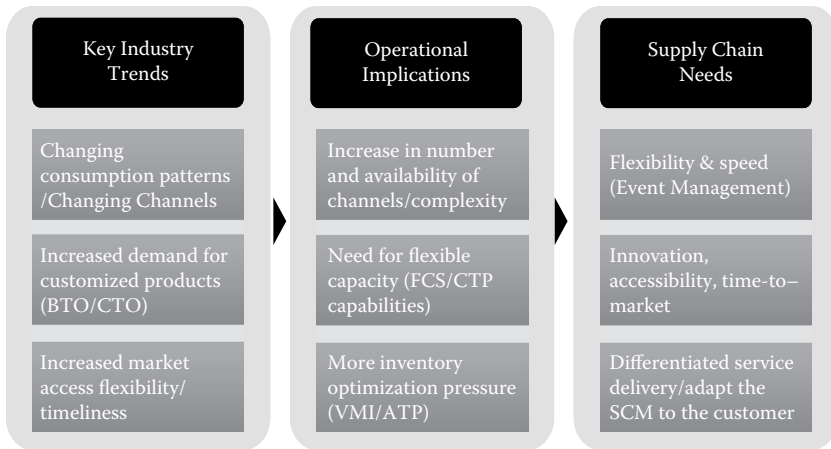 Key Industry
Trends
Changing
consumption patterns
/Changing Channels
Increased demand for
customized products
(BTO/CTO)
Increased market
access flexibility/
timeliness
Operational
Implications
Increase in number
and availability of
channels/complexity
Need for flexible
capacity (FCS/CTP
capabilities)
More inventory
optimization pressure
(VMI/ATP)
Supply Chain
Needs
Flexibility & speed
(Event Management)
Innovation,
accessibility, time-to–
market
Differentiated service
delivery/adapt the
SCM to the customer